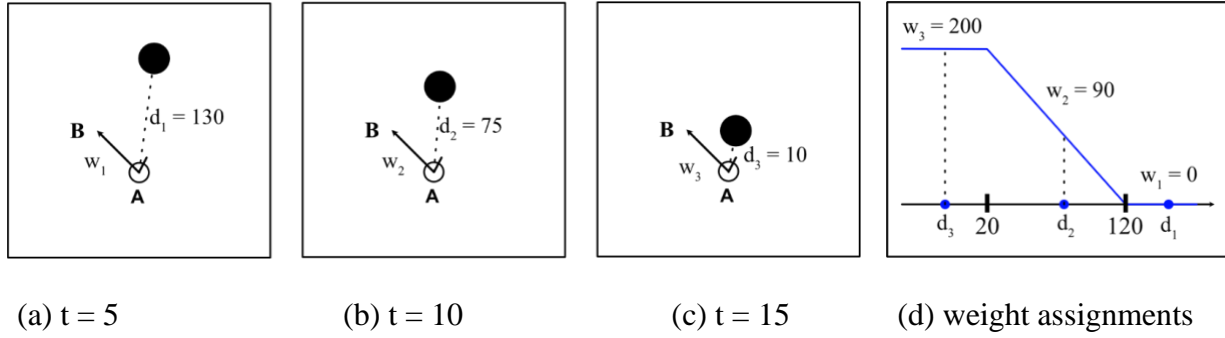 d₁ = 130
B
w₁
A
(a) t = 5
d₂ = 75
B
w₂
A
(b) t = 10
B
d₃ = 10
w₃
A
(c) t = 15
w₃ = 200
w₂ = 90
w₁ = 0
d₃ 20 d₂ 120 d₁
(d) weight assignments